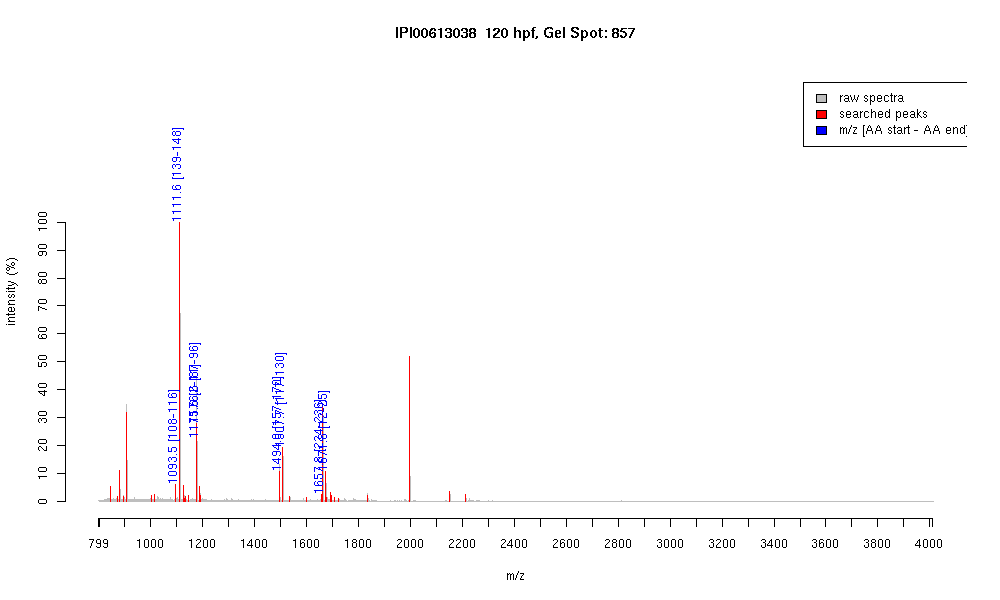 IPI00613038 120 hpf, Gel Spot: 857
raw spectra
searched peaks
m/z [AA start - AA end]
1111.6 [139-148]
1093.5 [108-116]
intensity (%)
100
90
80
70
60
50
40
30
20
10
0
799 1000 1200 1400 1600 1800 2000 2200 2400 2600 2800 3000 3200 3400 3600 3800 4000
m/z